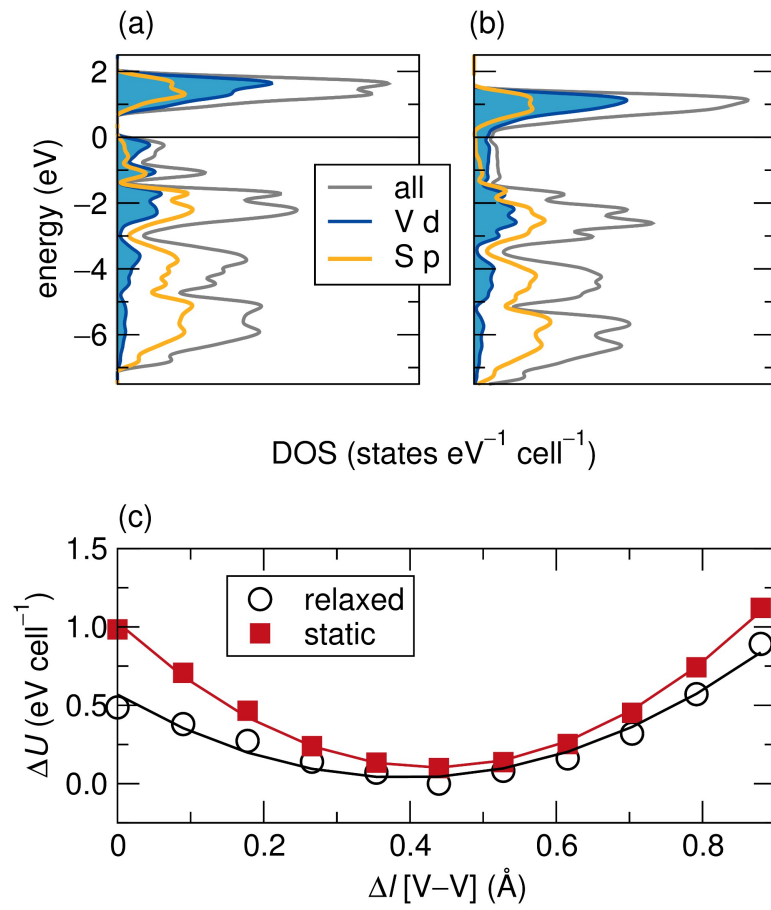 (a) (b)
2
0
−2
−4
−6
energy (eV)
all
V d
S p
DOS (states eV⁻¹ cell⁻¹)
(c)
1.5
1.0
0.5
0.0
ΔU (eV cell⁻¹)
relaxed
static
0 0.2 0.4 0.6 0.8
Δl [V−V] (Å)